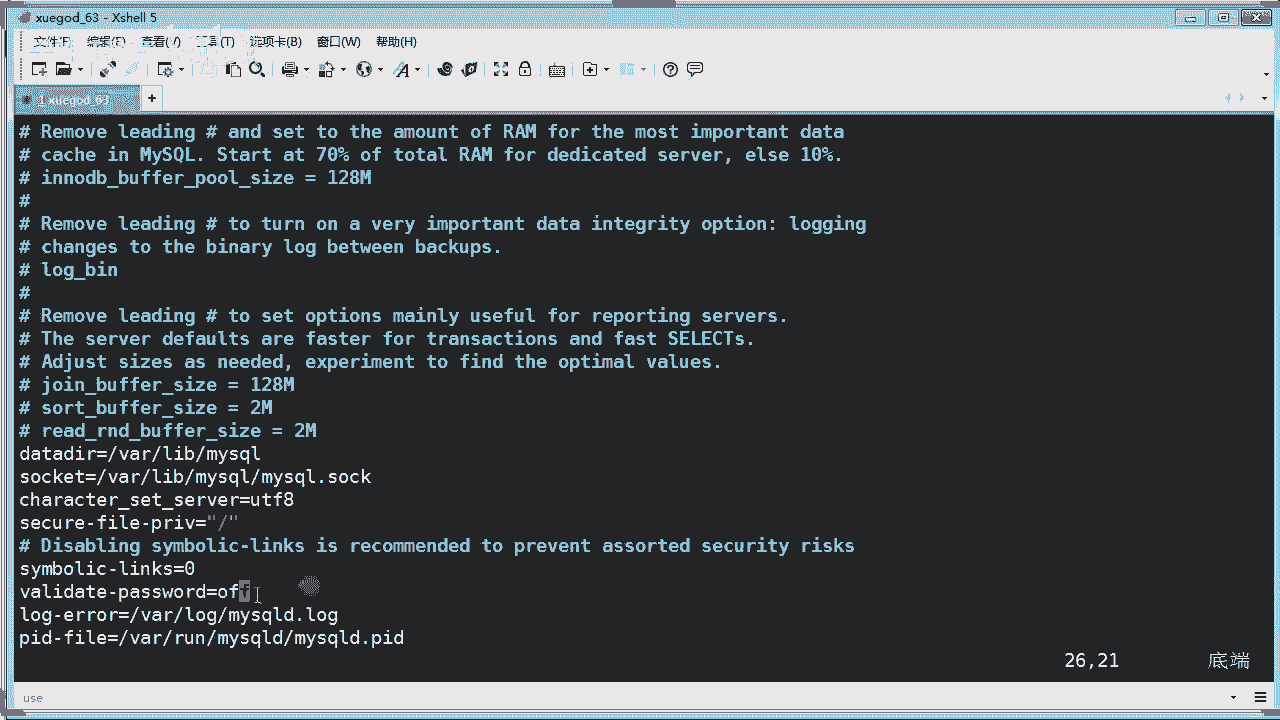 xuegod_63 - Xshell 5
文件(F) 编辑(E) 查看(V) 工具(T) 选项卡(B) 窗口(W) 帮助(H)
1 xuegod_63 +
# Remove leading # and set to the amount of RAM for the most important data
# cache in MySQL. Start at 70% of total RAM for dedicated server, else 10%.
# innodb_buffer_pool_size = 128M
#
# Remove leading # to turn on a very important data integrity option: logging
# changes to the binary log between backups.
# log_bin
#
# Remove leading # to set options mainly useful for reporting servers.
# The server defaults are faster for transactions and fast SELECTs.
# Adjust sizes as needed, experiment to find the optimal values.
# join_buffer_size = 128M
# sort_buffer_size = 2M
# read_rnd_buffer_size = 2M
datadir=/var/lib/mysql
socket=/var/lib/mysql/mysql.sock
character_set_server=utf8
secure-file-priv="/"
# Disabling symbolic-links is recommended to prevent assorted security risks
symbolic-links=0
validate-password=off
log-error=/var/log/mysqld.log
pid-file=/var/run/mysqld/mysqld.pid
26,21 底端
use